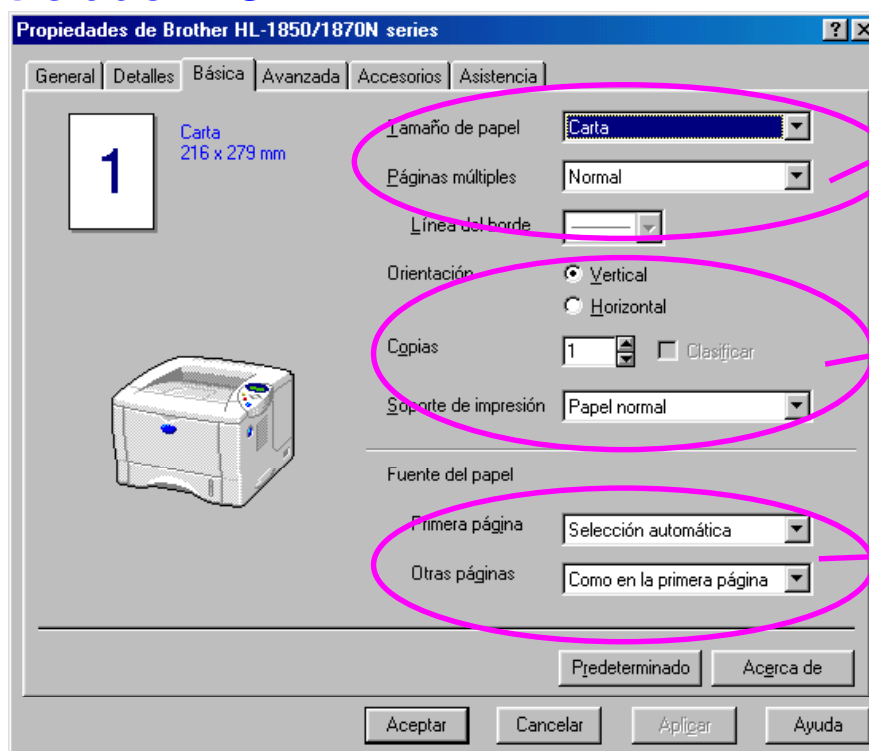 Propiedades de Brother HL-1850/1870N series
General Detalles Básica Avanzada Accesorios Asistencia
1
Carta
216 x 279 mm
Tamaño de papel Carta
Páginas múltiples Normal
Línea del borde
Orientación Vertical
Horizontal
Copias 1 Clasificar
Soporte de impresión Papel normal
Fuente del papel
Primera página Selección automática
Otras páginas Como en la primera página
Predeterminado Acerca de
Aceptar Cancelar Aplicar Ayuda